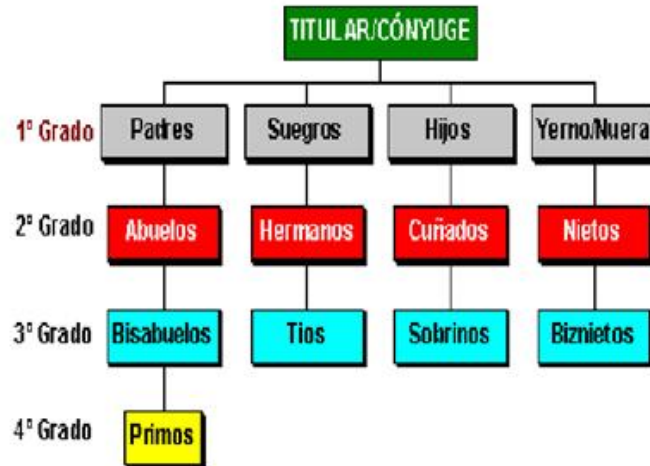 TITULAR/CÓNYUGE
1º Grado Padres Suegros Hijos Yerno/Nuera
2º Grado Abuelos Hermanos Cuñados Nietos
3º Grado Bisabuelos Tios Sobrinos Biznietos
4º Grado Primos